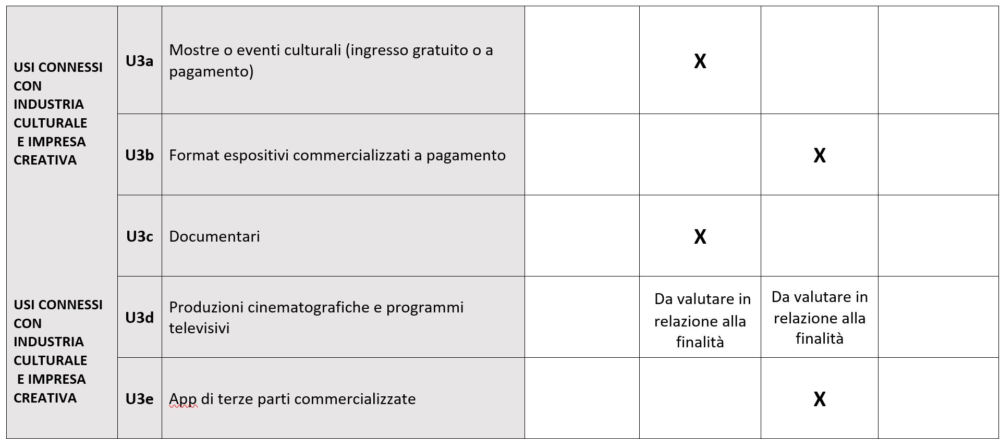 USI CONNESSI
CON
INDUSTRIA
CULTURALE
E IMPRESA
CREATIVA
U3a
Mostre o eventi culturali (ingresso gratuito o a
pagamento)
X
U3b
Format espositivi commercializzati a pagamento
X
U3c
Documentari
X
USI CONNESSI
CON
INDUSTRIA
CULTURALE
E IMPRESA
CREATIVA
U3d
Produzioni cinematografiche e programmi
televisivi
Da valutare in
relazione alla
finalità
Da valutare in
relazione alla
finalità
U3e
App di terze parti commercializzate
X